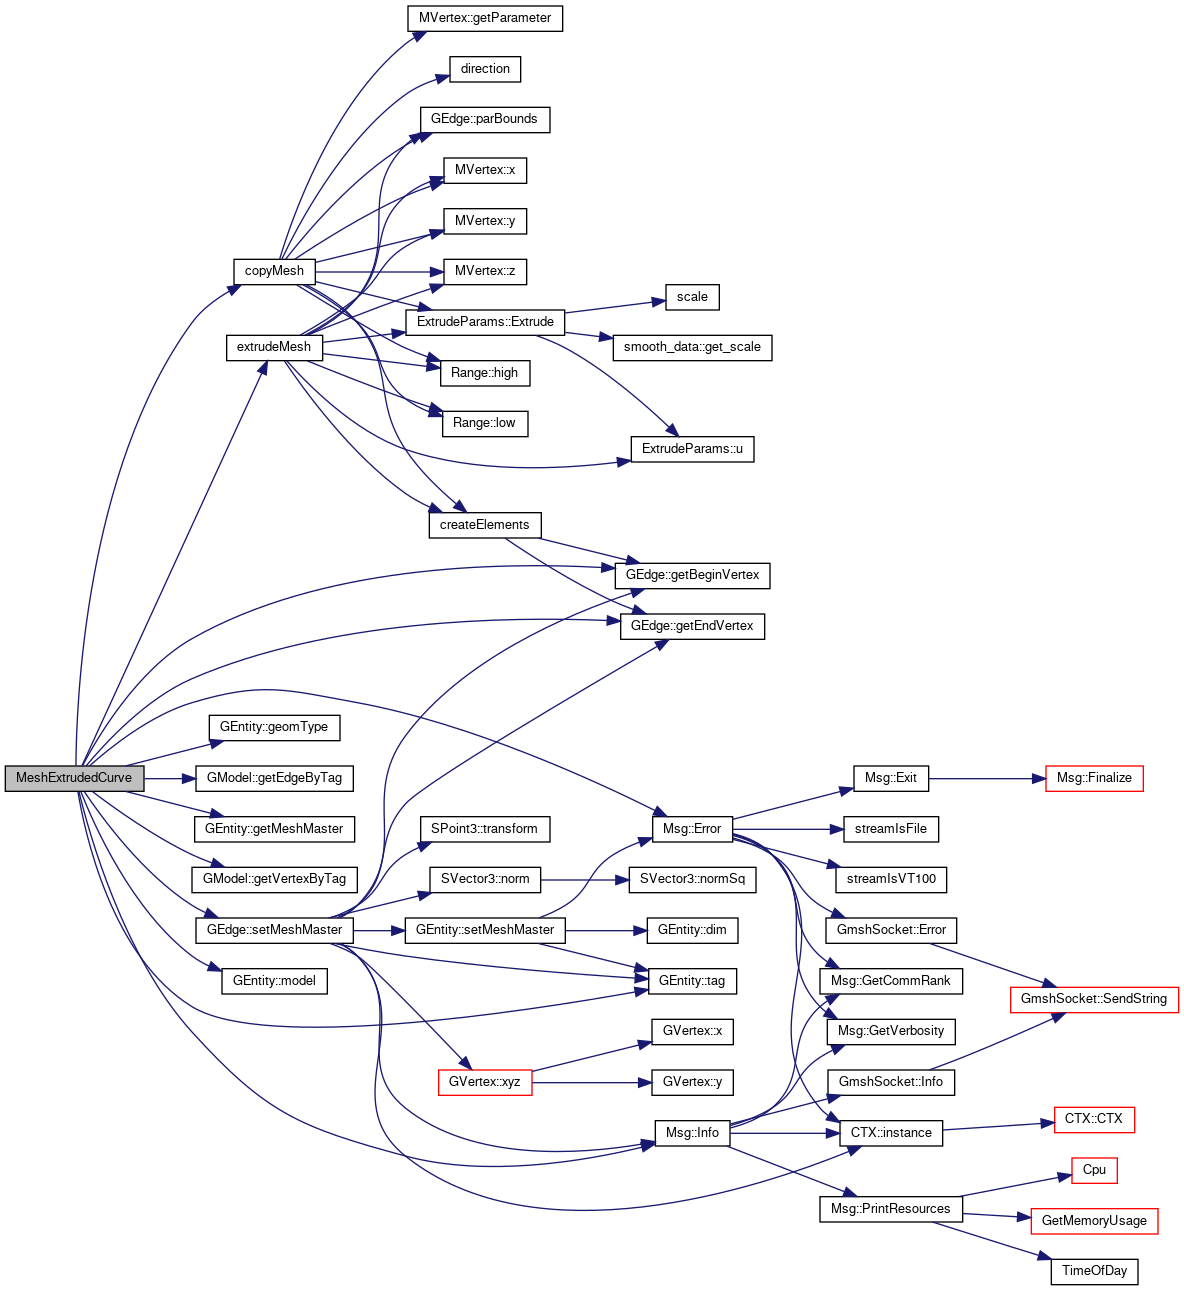 MVertex::getParameter
direction
GEdge::parBounds
MVertex::x
MVertex::y
copyMesh
MVertex::z
scale
ExtrudeParams::Extrude
extrudeMesh
smooth_data::get_scale
Range::high
Range::low
ExtrudeParams::u
createElements
GEdge::getBeginVertex
GEdge::getEndVertex
GEntity::geomType
MeshExtrudedCurve
GModel::getEdgeByTag
Msg::Exit
Msg::Finalize
GEntity::getMeshMaster
SPoint3::transform
Msg::Error
streamIsFile
GModel::getVertexByTag
SVector3::norm
SVector3::normSq
streamIsVT100
GEdge::setMeshMaster
GEntity::setMeshMaster
GEntity::dim
GmshSocket::Error
GEntity::model
GEntity::tag
Msg::GetCommRank
GmshSocket::SendString
GVertex::x
Msg::GetVerbosity
GVertex::xyz
GVertex::y
GmshSocket::Info
Msg::Info
CTX::instance
CTX::CTX
Cpu
Msg::PrintResources
GetMemoryUsage
TimeOfDay